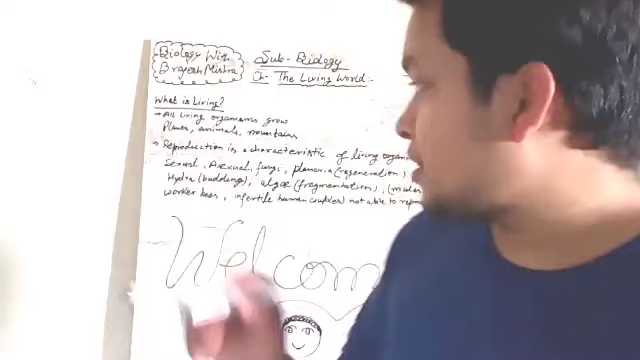 Biology With
Brajesh Mishra
Sub- Biology
Ch- The Living World:-
What is Living?
→ All living organisms grow
Plants, animals, mountains
→ Reproduction is a characteristic of living organ
Sexual, Asexual, fungi, planaria (regeneration)
Hydra (budding), algae (fragmentation), (mules
worker bees, infertile human couples) not able to repr
Welcom